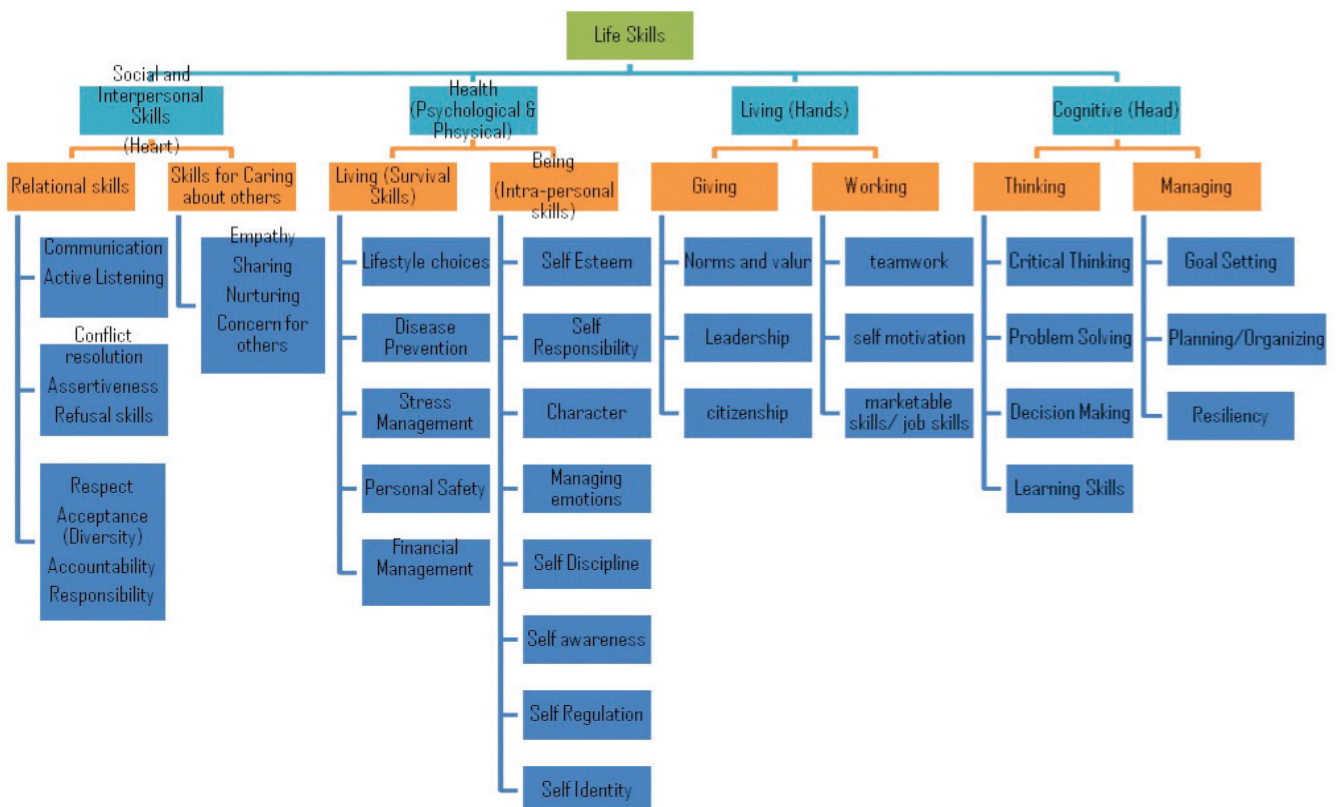 Life Skills
Social and
Interpersonal
Skills
(Heart)
Health
(Psychological &
Phsysical)
Living (Hands)
Cognitive (Head)
Relational skills
Skills for Caring
about others
Living (Survival
Skills)
Being
(Intra-personal
skills)
Giving
Working
Thinking
Managing
Communication
Active Listening
Conflict
resolution
Assertiveness
Refusal skills
Respect
Acceptance
(Diversity)
Accountability
Responsibility
Empathy
Sharing
Nurturing
Concern for
others
Lifestyle choices
Disease
Prevention
Stress
Management
Personal Safety
Financial
Management
Self Esteem
Self
Responsibility
Character
Managing
emotions
Self Discipline
Self awareness
Self Regulation
Self Identity
Norms and valur
Leadership
citizenship
teamwork
self motivation
marketable
skills/ job skills
Critical Thinking
Problem Solving
Decision Making
Learning Skills
Goal Setting
Planning/Organizing
Resiliency